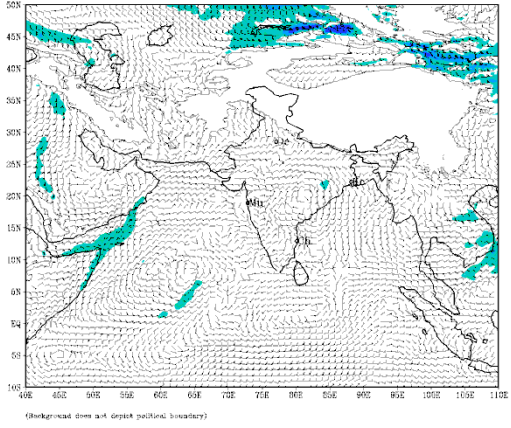 50N
45N
40N
35N
30N
25N
20N
15N
10N
5N
5S
10S
40E 45E 50E 55E 60E 65E 70E 75E 80E 85E 90E 95E 100E 105E 110E
(Background does not depict political boundary)